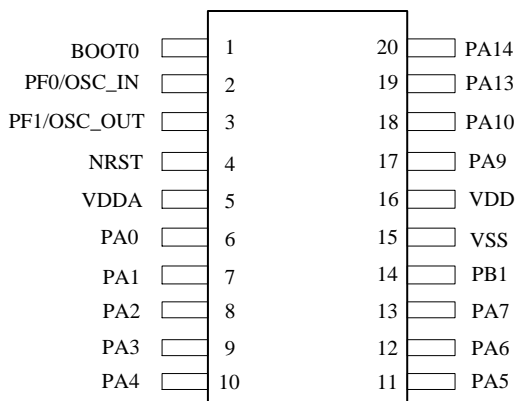 BOOT0 1 20 PA14
PF0/OSC_IN 2 19 PA13
PF1/OSC_OUT 3 18 PA10
NRST 4 17 PA9
VDDA 5 16 VDD
PA0 6 15 VSS
PA1 7 14 PB1
PA2 8 13 PA7
PA3 9 12 PA6
PA4 10 11 PA5